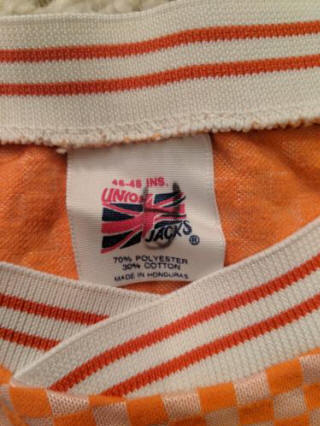 46-48 INS.
UNION
JACKS®
70% POLYESTER
30% COTTON
MADE IN HONDURAS